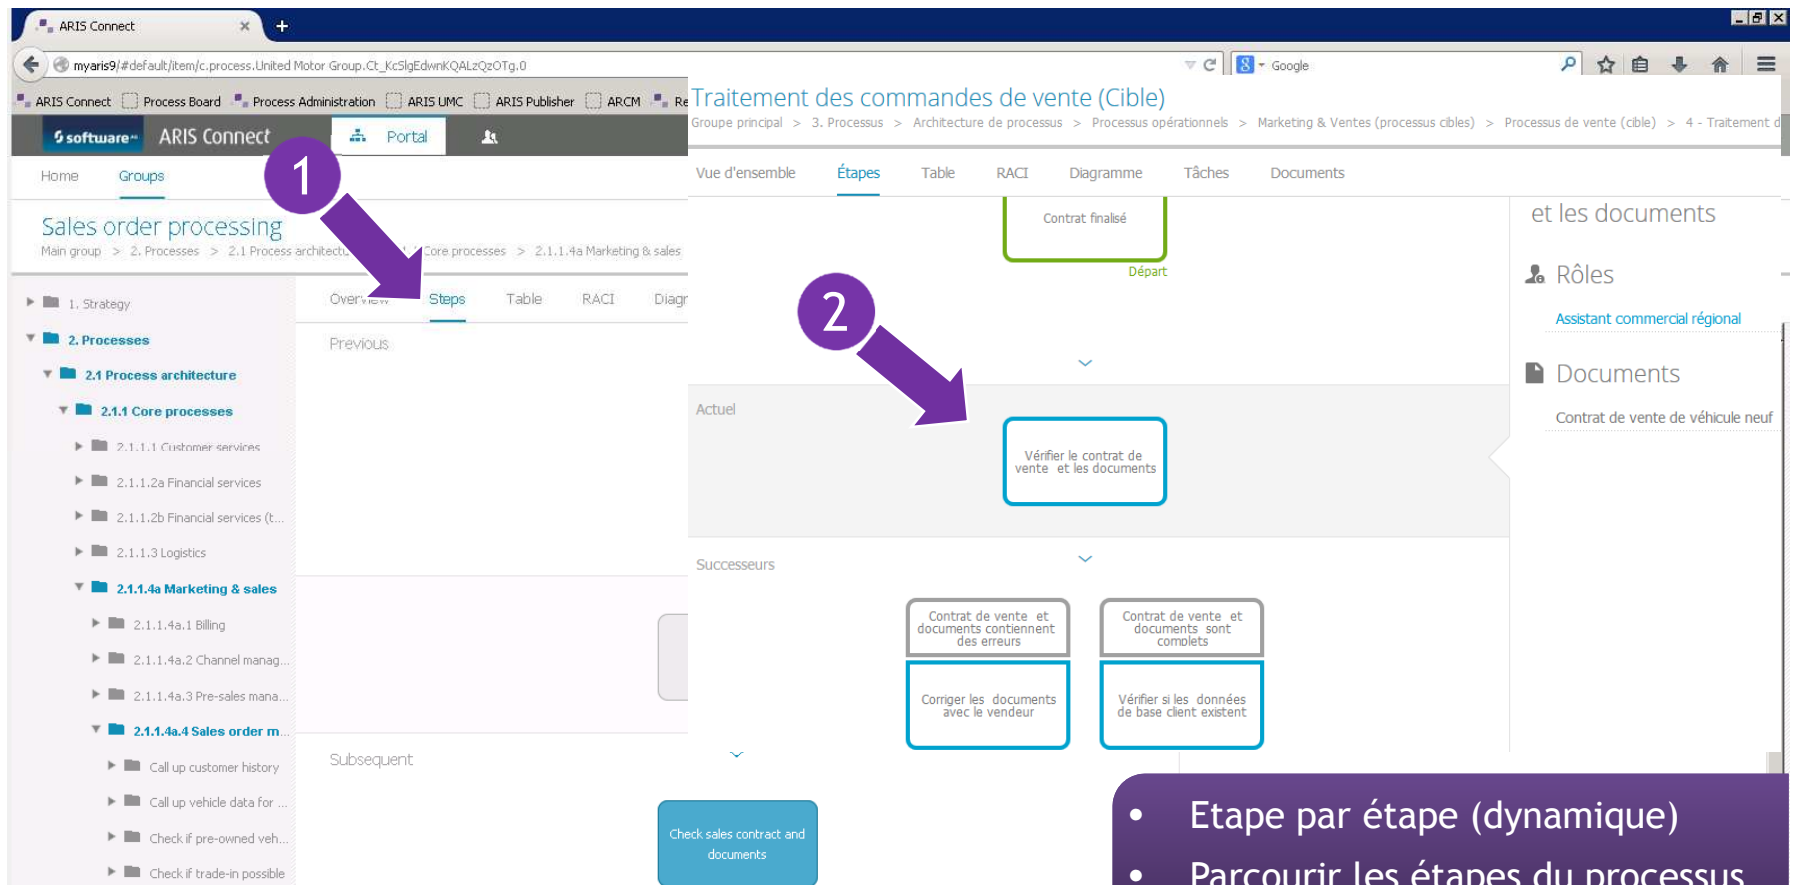 ARIS Connect
myaris9/#default/item/c.process.United Motor Group.Ct_KcSlgEdwnKQALzQzOTg.0
Google
ARIS Connect Process Board Process Administration ARIS UMC ARIS Publisher ARCM Re
software AG ARIS Connect Portal
Home Groups
1
Sales order processing
Main group > 2. Processes > 2.1 Process architectu Core processes > 2.1.1.4a Marketing & sales
Overview Steps Table RACI Diagr
1. Strategy
2. Processes
2.1 Process architecture
2.1.1 Core processes
2.1.1.1 Customer services
2.1.1.2a Financial services
2.1.1.2b Financial services (t...
2.1.1.3 Logistics
2.1.1.4a Marketing & sales
2.1.1.4a.1 Billing
2.1.1.4a.2 Channel manag...
2.1.1.4a.3 Pre-sales mana...
2.1.1.4a.4 Sales order m...
Call up customer history
Call up vehicle data for ...
Check if pre-owned veh...
Check if trade-in possible
Previous
Subsequent
Check sales contract and
documents
Traitement des commandes de vente (Cible)
Groupe principal > 3. Processus > Architecture de processus > Processus opérationnels > Marketing & Ventes (processus cibles) > Processus de vente (cible) > 4 - Traitement d
Vue d'ensemble Étapes Table RACI Diagramme Tâches Documents
Contrat finalisé
Départ
2
Actuel
Vérifier le contrat de
vente et les documents
Successeurs
Contrat de vente et
documents contiennent
des erreurs
Contrat de vente et
documents sont
complets
Corriger les documents
avec le vendeur
Vérifier si les données
de base client existent
et les documents
Rôles
Assistant commercial régional
Documents
Contrat de vente de véhicule neuf
• Etape par étape (dynamique)
• Parcourir les étapes du processus